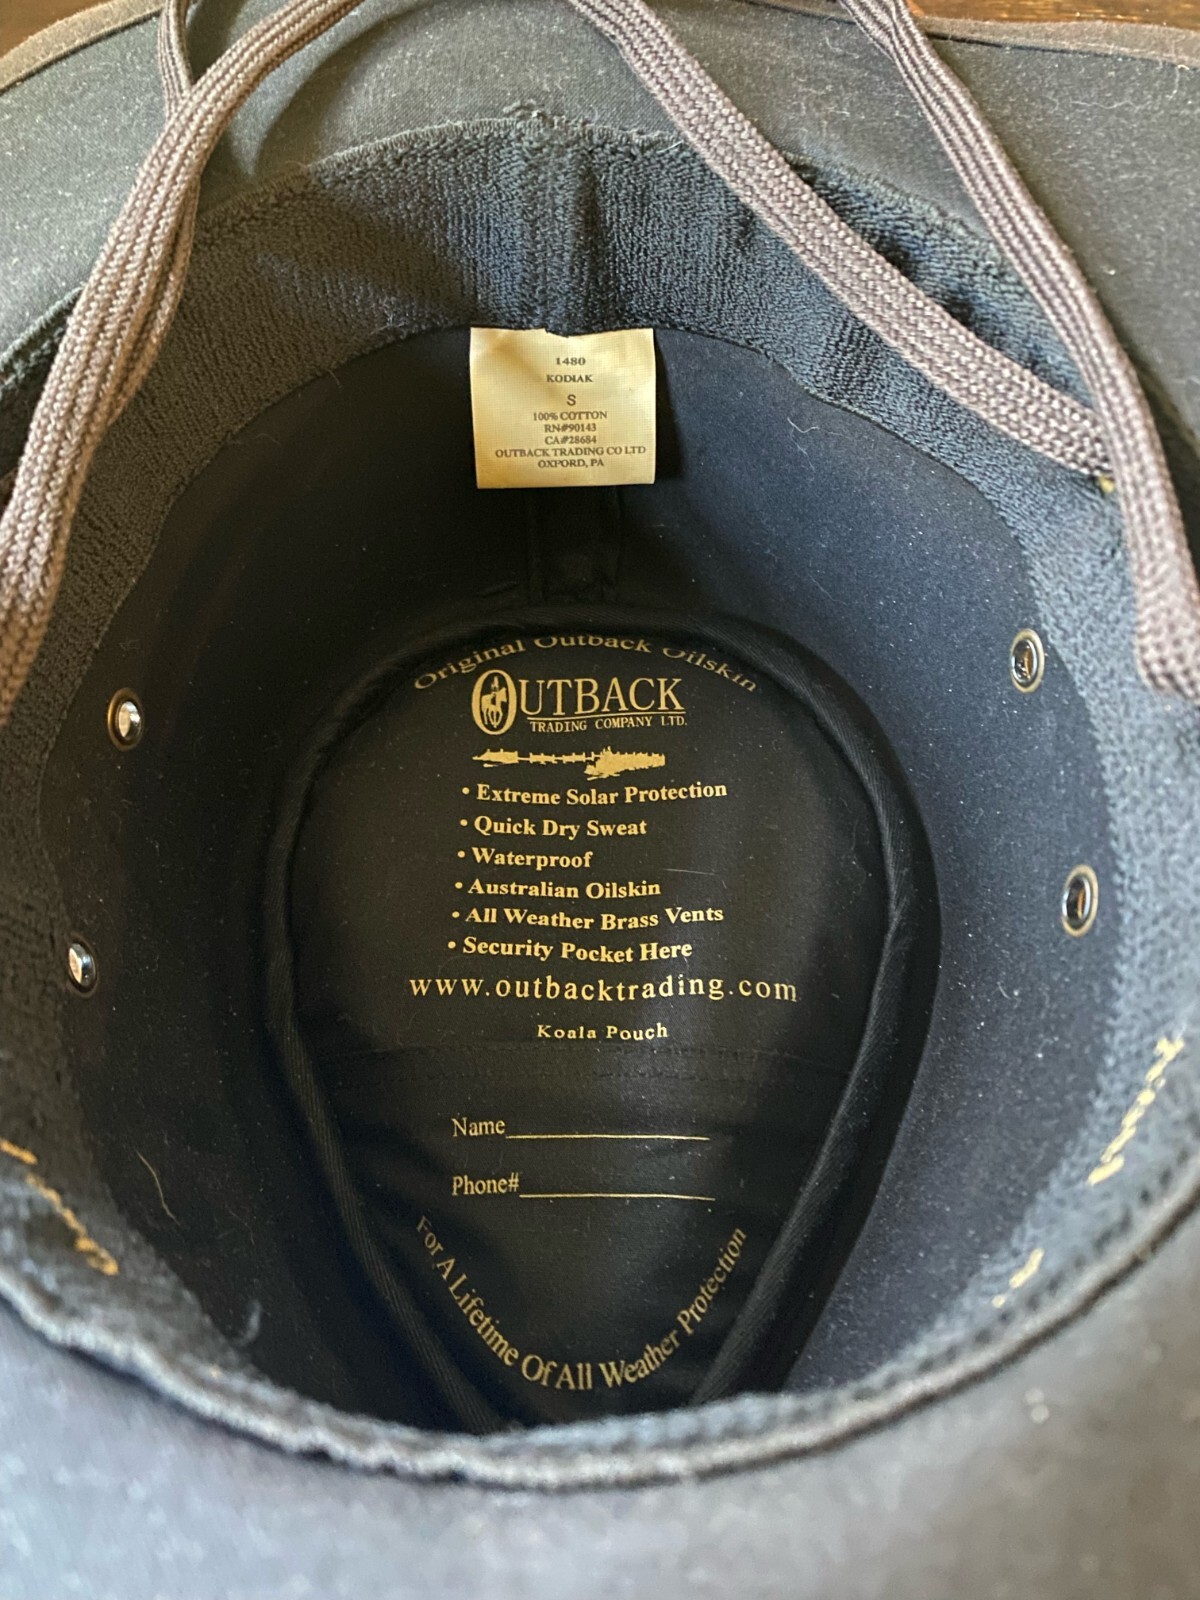 1480
KODIAK
S
100% COTTON
RN#90143
CA#28684
OUTBACK TRADING CO LTD
OXFORD, PA
Original Outback Oilskin
OUTBACK
TRADING COMPANY LTD.
• Extreme Solar Protection
• Quick Dry Sweat
• Waterproof
• Australian Oilskin
• All Weather Brass Vents
• Security Pocket Here
www.outbacktrading.com
Koala Pouch
Name
Phone#
For A Lifetime Of All Weather Protection